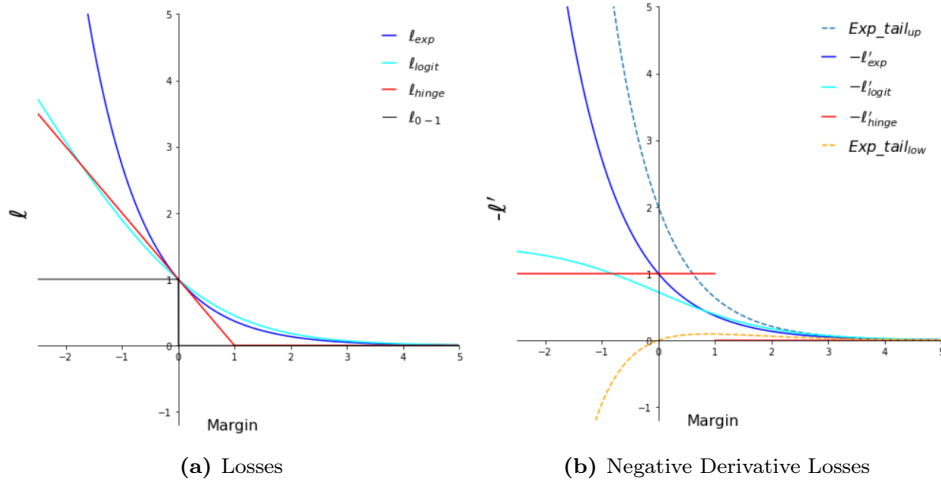 5
4
3
2
1
0
−1
−2
−1
0
1
2
3
4
5
ℓ
Margin
ℓexp
ℓlogit
ℓhinge
ℓ0−1
(a) Losses
5
4
3
2
1
0
−1
−2
−1
0
1
2
3
4
5
-ℓ′
Margin
Exp_tailup
−ℓ′exp
−ℓ′logit
−ℓ′hinge
Exp_taillow
(b) Negative Derivative Losses